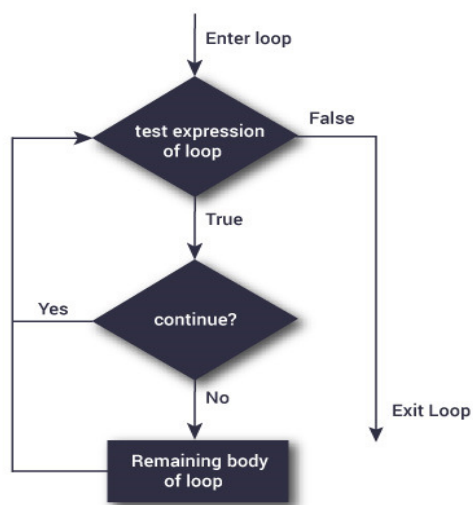 Enter loop
test expression
of loop
False
True
Yes
continue?
No
Exit Loop
Remaining body
of loop